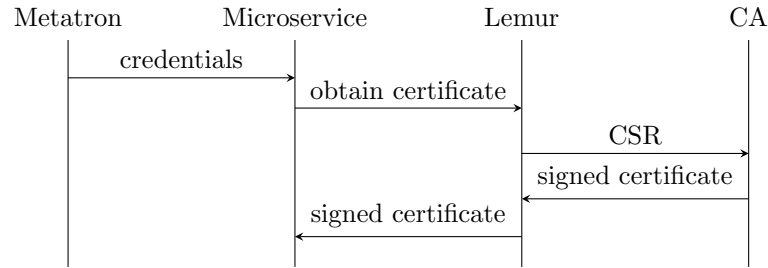 Metatron Microservice Lemur CA
credentials
obtain certificate
CSR
signed certificate
signed certificate